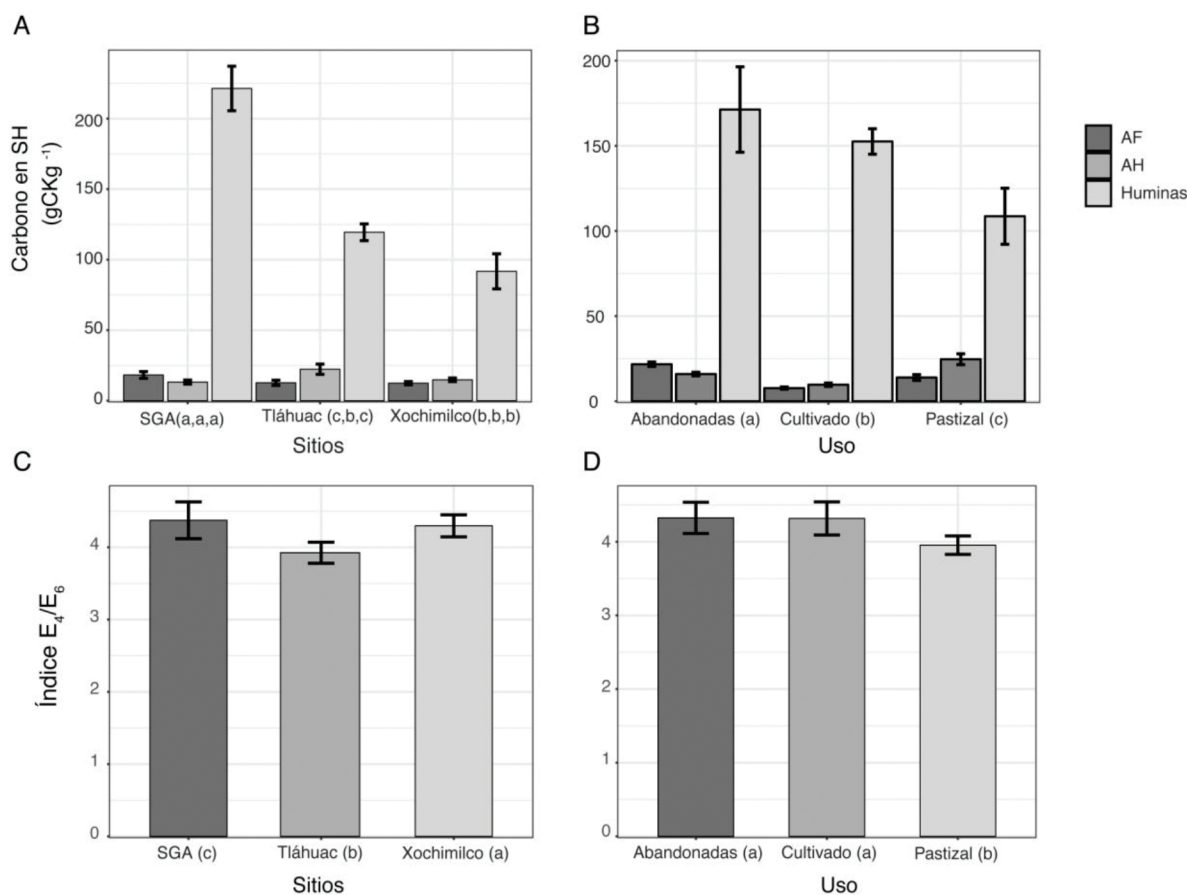 A
Carbono en SH
(gCKg ⁻¹)
200
150
100
50
0
SGA(a,a,a)
Tláhuac (c,b,c)
Xochimilco(b,b,b)
Sitios
B
200
150
100
50
0
Abandonadas (a)
Cultivado (b)
Pastizal (c)
Uso
AF
AH
Huminas
C
Índice E₄/E₆
4
3
2
1
0
SGA (c)
Tláhuac (b)
Xochimilco (a)
Sitios
D
4
3
2
1
0
Abandonadas (a)
Cultivado (a)
Pastizal (b)
Uso